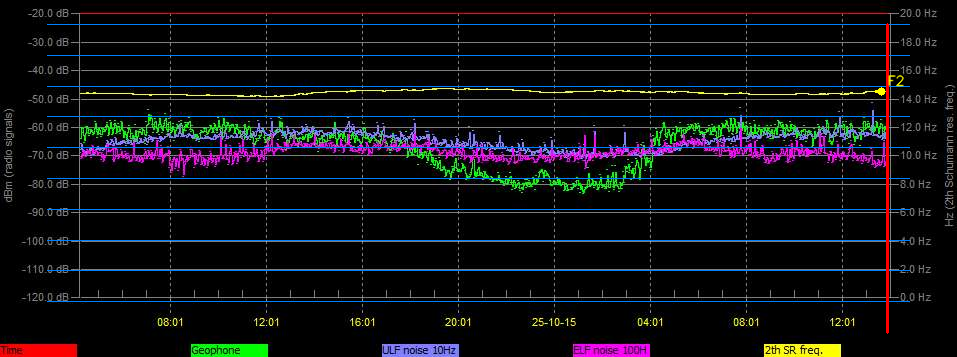 -20.0 dB 20.0 Hz
-30.0 dB 18.0 Hz
-40.0 dB 16.0 Hz
F2
-50.0 dB 14.0 Hz
-60.0 dB 12.0 Hz
-70.0 dB 10.0 Hz
-80.0 dB 8.0 Hz
-90.0 dB 6.0 Hz
-100.0 dB 4.0 Hz
-110.0 dB 2.0 Hz
-120.0 dB 0.0 Hz
dBm (radio signals)
Hz (2th Schumann res. freq.)
08:01 12:01 16:01 20:01 25-10-15 04:01 08:01 12:01
Time Geophone ULF noise 10Hz ELF noise 100H 2th SR freq.